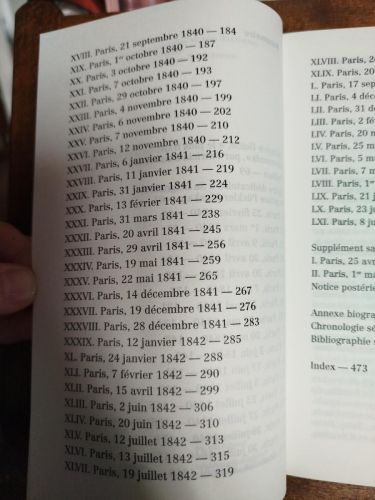 XVIII. Paris, 21 septembre 1840 — 184
XIX. Paris, 1er octobre 1840 — 187
XX. Paris, 3 octobre 1840 — 192
XXI. Paris, 7 octobre 1840 — 193
XXII. Paris, 29 octobre 1840 — 197
XXIII. Paris, 4 novembre 1840 — 199
XXIV. Paris, 6 novembre 1840 — 202
XXV. Paris, 7 novembre 1840 — 210
XXVI. Paris, 12 novembre 1840 — 212
XXVII. Paris, 6 janvier 1841 — 216
XXVIII. Paris, 11 janvier 1841 — 219
XXIX. Paris, 31 janvier 1841 — 224
XXX. Paris, 13 février 1841 — 229
XXXI. Paris, 31 mars 1841 — 238
XXXII. Paris, 20 avril 1841 — 245
XXXIII. Paris, 29 avril 1841 — 256
XXXIV. Paris, 19 mai 1841 — 259
XXXV. Paris, 22 mai 1841 — 265
XXXVI. Paris, 14 décembre 1841 — 267
XXXVII. Paris, 19 décembre 1841 — 276
XXXVIII. Paris, 28 décembre 1841 — 283
XXXIX. Paris, 12 janvier 1842 — 285
XL. Paris, 24 janvier 1842 — 288
XLI. Paris, 7 février 1842 — 290
XLII. Paris, 15 avril 1842 — 299
XLIII. Paris, 2 juin 1842 — 306
XLIV. Paris, 20 juin 1842 — 310
XLV. Paris, 12 juillet 1842 — 313
XLVI. Paris, 13 juillet 1842 — 315
XLVII. Paris, 19 juillet 1842 — 319
XLVIII. Paris,
XLIX. Paris, 20
L. Paris, 17 sep
LI. Paris, 4 déc
LII. Paris, 31 d
LIII. Paris, 2 f
LIV. Paris, 20
LV. Paris, 25 m
LVI. Paris, 5 m
LVII. Paris, 7
LVIII. Paris, 1er
LIX. Paris, 21 j
LX. Paris, 23 j
LXI. Paris, 8 ju
Supplément sa
I. Paris, 25 avr
II. Paris, 1er ma
Notice postérie
Annexe biogra
Chronologie sé
Bibliographie s
Index — 473